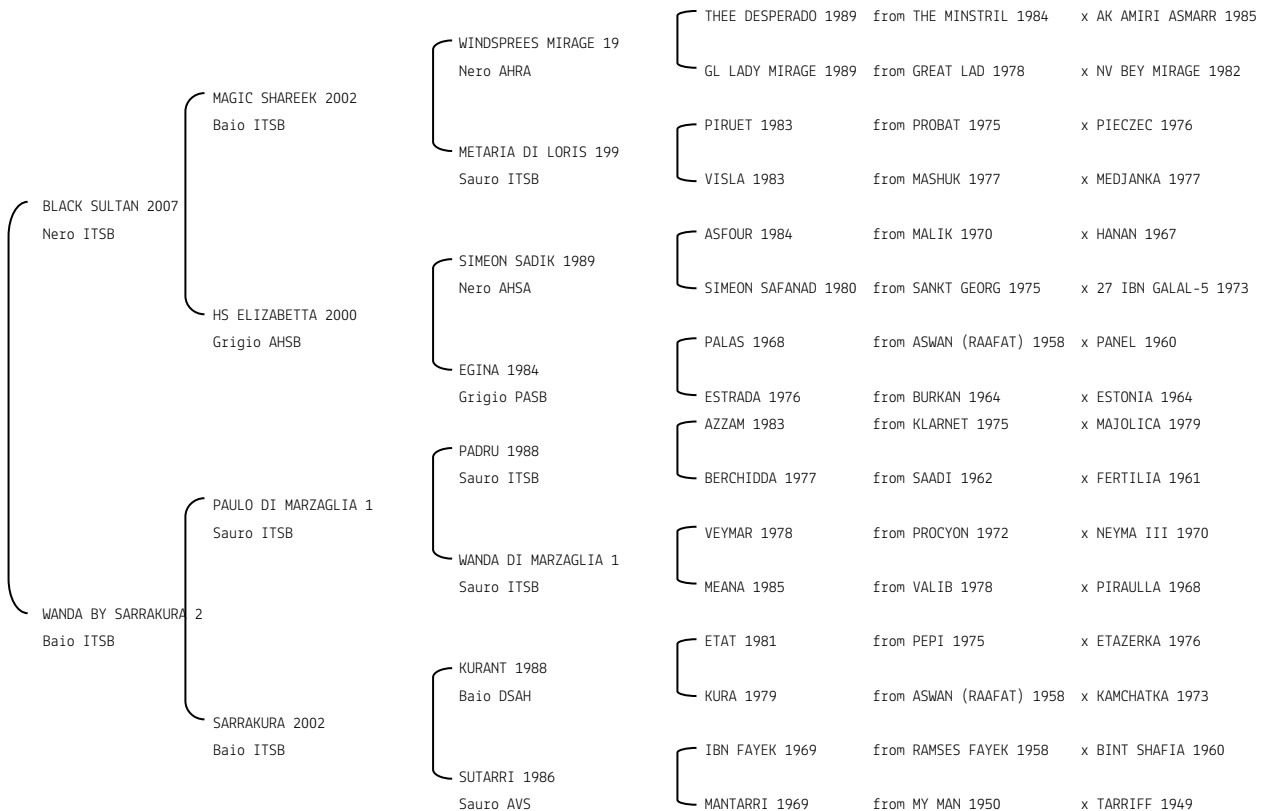 THEE DESPERADO 1989 from THE MINSTRIL 1984 x AK AMIRI ASMARR 1985
WINDSPREES MIRAGE 19
Nero AHRA
GL LADY MIRAGE 1989 from GREAT LAD 1978 x NV BEY MIRAGE 1982
MAGIC SHAREEK 2002
Baio ITSB
PIRUET 1983 from PROBAT 1975 x PIECZEC 1976
METARIA DI LORIS 199
Sauro ITSB
VISLA 1983 from MASHUK 1977 x MEDJANKA 1977
BLACK SULTAN 2007
Nero ITSB
ASFOUR 1984 from MALIK 1970 x HANAN 1967
SIMEON SADIK 1989
Nero AHSA
SIMEON SAFANAD 1980 from SANKT GEORG 1975 x 27 IBN GALAL-5 1973
HS ELIZABETTA 2000
Grigio AHSB
PALAS 1968 from ASWAN (RAAFAT) 1958 x PANEL 1960
EGINA 1984
Grigio PASB
ESTRADA 1976 from BURKAN 1964 x ESTONIA 1964
AZZAM 1983 from KLARNET 1975 x MAJOLICA 1979
PADRU 1988
Sauro ITSB
BERCHIDDA 1977 from SAADI 1962 x FERTILIA 1961
PAULO DI MARZAGLIA 1
Sauro ITSB
VEYMAR 1978 from PROCYON 1972 x NEYMA III 1970
WANDA DI MARZAGLIA 1
Sauro ITSB
MEANA 1985 from VALIB 1978 x PIRAULLA 1968
WANDA BY SARRAKURA 2
Baio ITSB
ETAT 1981 from PEPI 1975 x ETAZERKA 1976
KURANT 1988
Baio DSAH
KURA 1979 from ASWAN (RAAFAT) 1958 x KAMCHATKA 1973
SARRAKURA 2002
Baio ITSB
IBN FAYEK 1969 from RAMSES FAYEK 1958 x BINT SHAFIA 1960
SUTARRI 1986
Sauro AVS
MANTARRI 1969 from MY MAN 1950 x TARRIFF 1949